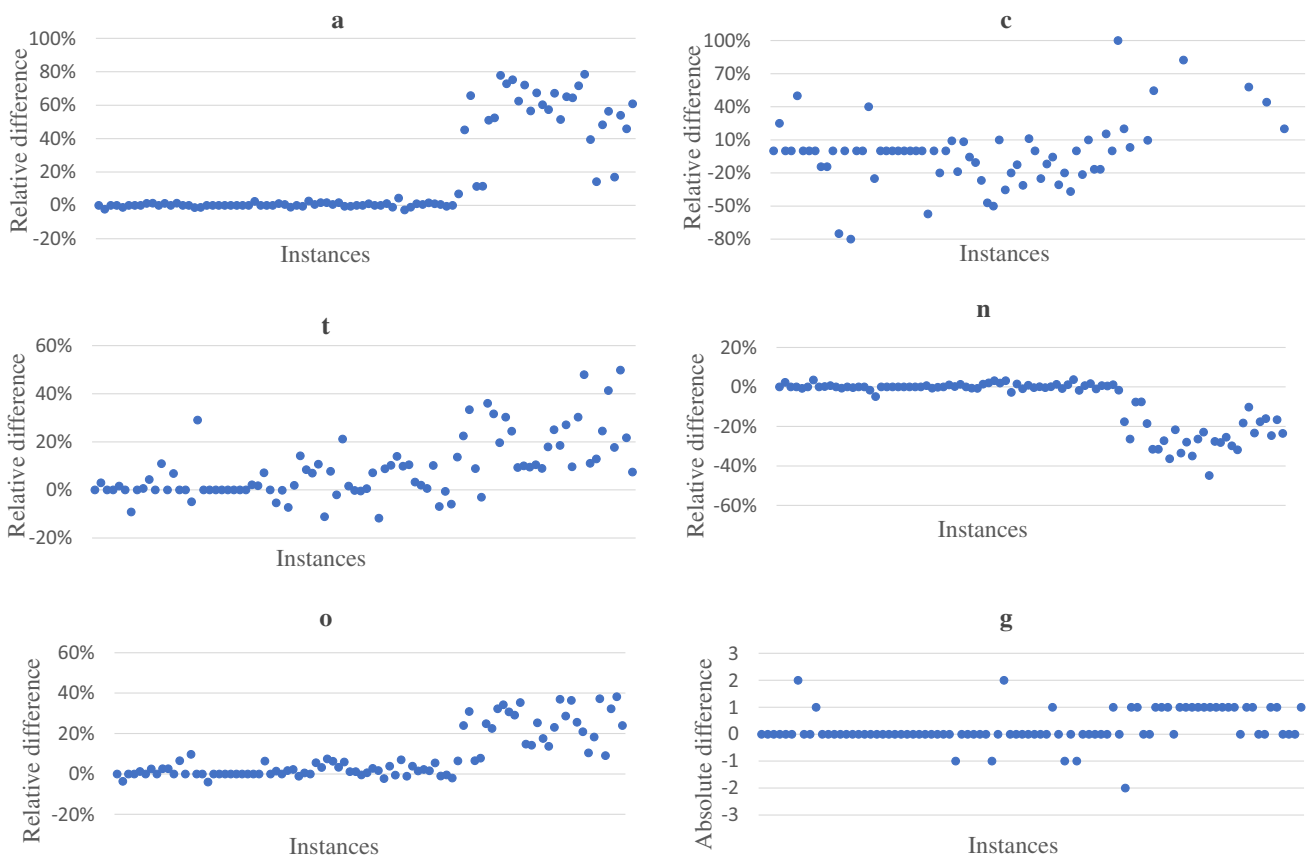 a
Relative difference
100%
80%
60%
40%
20%
0%
-20%
Instances
c
Relative difference
100%
70%
40%
10%
-20%
-50%
-80%
Instances
t
Relative difference
60%
40%
20%
0%
-20%
Instances
n
Relative difference
20%
0%
-20%
-40%
-60%
Instances
o
Relative difference
60%
40%
20%
0%
-20%
Instances
g
Absolute difference
3
2
1
0
-1
-2
-3
Instances